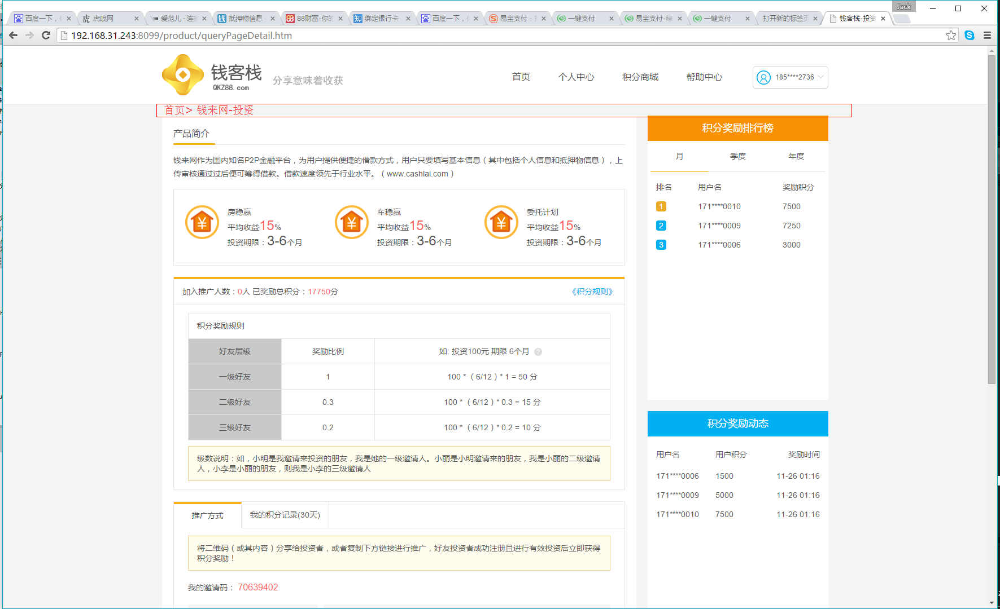 Jack
百度一下，
虎嗅网
爱范儿 · 连
抵押物信息
88财富-你的
绑定银行卡
百度一下，
易宝支付 -
一键支付
易宝支付-
一键支付
打开新的标签页
钱客栈-投资
192.168.31.243:8099/product/queryPageDetail.htm
钱客栈
QKZ88.com
分享意味着收获
首页
个人中心
积分商城
帮助中心
185****2736
首页> 钱来网-投资
产品简介
钱来网作为国内知名P2P金融平台，为用户提供便捷的借款方式，用户只要填写基本信息（其中包括个人信息和抵押物信息），上
传审核通过过后便可筹得借款。借款速度领先于行业水平。（www.cashlai.com）
房稳赢
平均收益15%
投资期限：3-6个月
车稳赢
平均收益15%
投资期限：3-6个月
委托计划
平均收益15%
投资期限：3-6个月
加入推广人数：0人 已奖励总积分：17750分
《积分规则》
积分奖励规则
好友层级 奖励比例 如: 投资100元 期限 6个月 ?
一级好友 1 100 *（6/12）* 1 = 50 分
二级好友 0.3 100 *（6/12）* 0.3 = 15 分
三级好友 0.2 100 *（6/12）* 0.2 = 10 分
级数说明：如，小明是我邀请来投资的朋友，我是她的一级邀请人。小丽是小明邀请来的朋友，我是小丽的二级邀请
人，小李是小丽的朋友，则我是小李的三级邀请人
推广方式
我的积分记录(30天)
将二维码（或其内容）分享给投资者，或者复制下方链接进行推广，好友投资者成功注册且进行有效投资后立即获得
积分奖励！
我的邀请码： 70639402
积分奖励排行榜
月 季度 年度
排名 用户名 奖励积分
1 171****0010 7500
2 171****0009 7250
3 171****0006 3000
积分奖励动态
用户名 用户积分 奖励时间
171****0006 1500 11-26 01:16
171****0009 5000 11-26 01:16
171****0010 7500 11-26 01:16